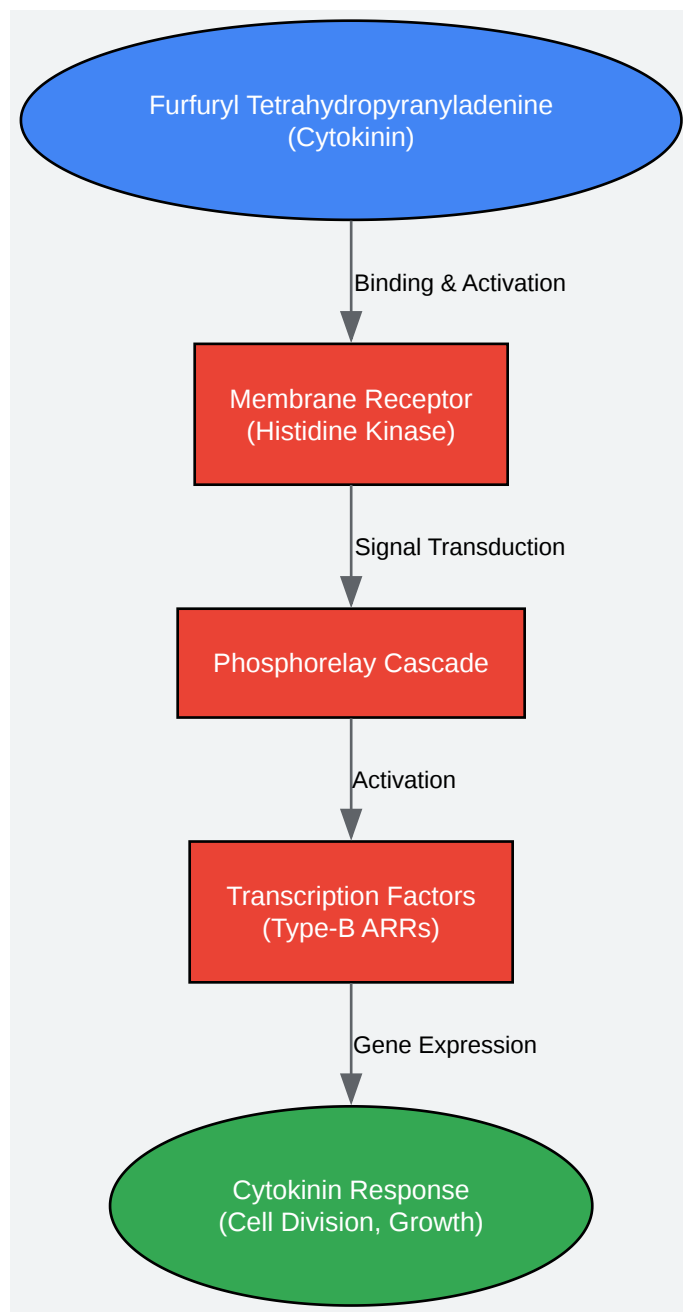 Furfuryl Tetrahydropyranyladenine
(Cytokinin)
Binding & Activation
Membrane Receptor
(Histidine Kinase)
Signal Transduction
Phosphorelay Cascade
Activation
Transcription Factors
(Type-B ARRs)
Gene Expression
Cytokinin Response
(Cell Division, Growth)